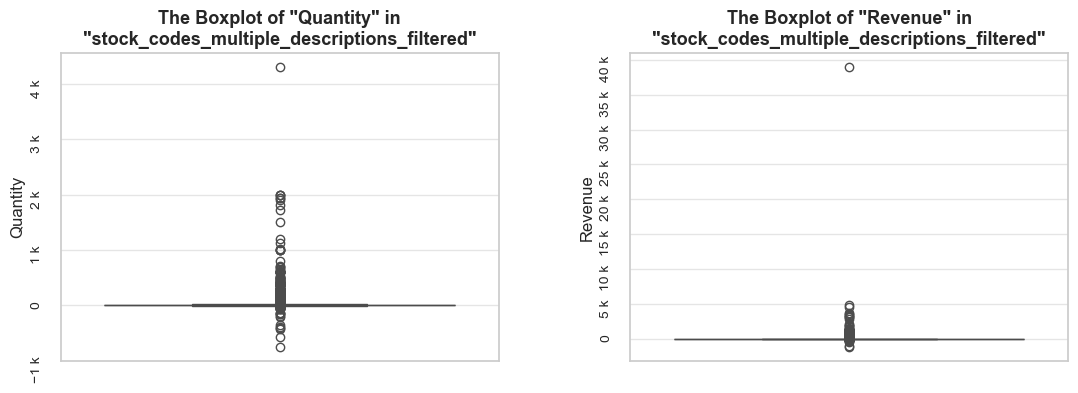 The Boxplot of "Quantity" in
"stock_codes_multiple_descriptions_filtered"
4 k
3 k
2 k
1 k
0
−1 k
Quantity
The Boxplot of "Revenue" in
"stock_codes_multiple_descriptions_filtered"
40 k
35 k
30 k
25 k
20 k
15 k
10 k
5 k
0
Revenue